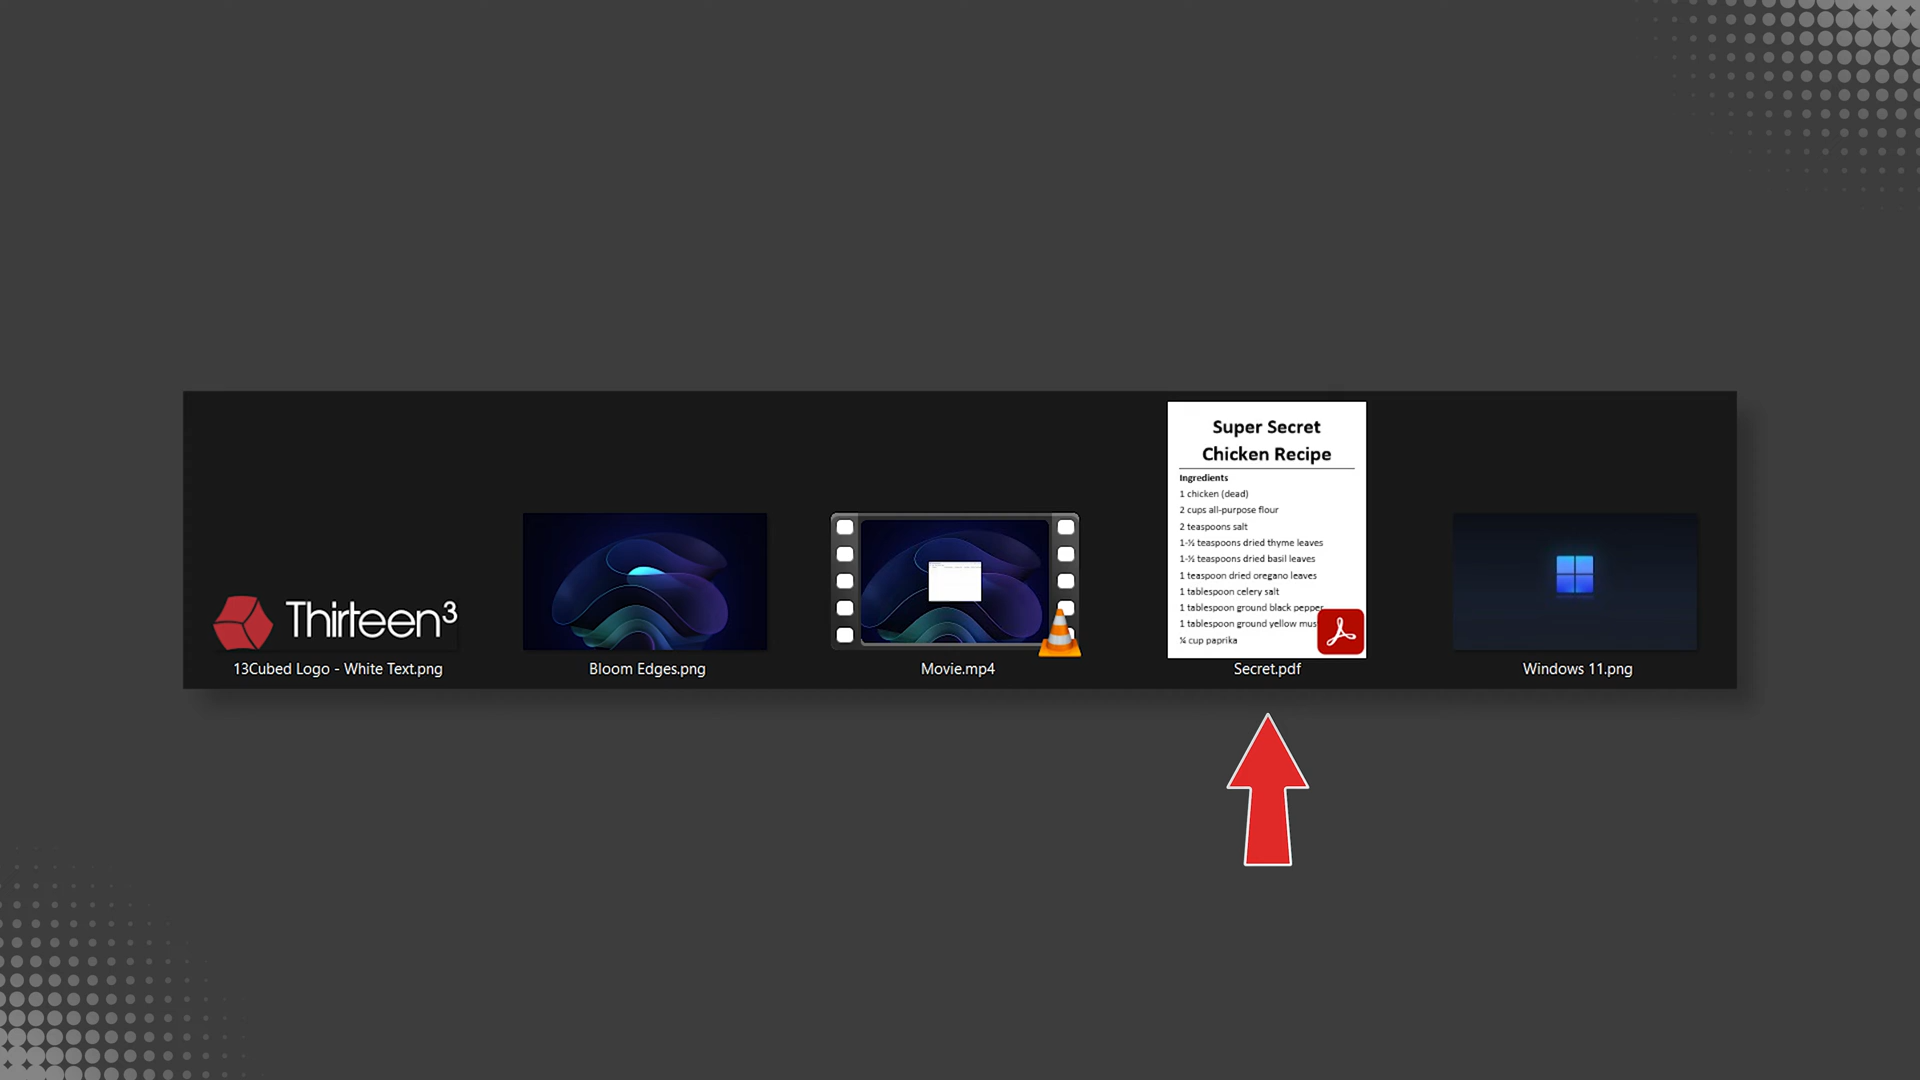 Super Secret
Chicken Recipe
Ingredients
1 chicken (dead)
2 cups all-purpose flour
2 teaspoons salt
1-½ teaspoons dried thyme leaves
1-½ teaspoons dried basil leaves
1 teaspoon dried oregano leaves
1 tablespoon celery salt
1 tablespoon ground black pepper
1 tablespoon ground yellow mus
¼ cup paprika
Thirteen³
13Cubed Logo - White Text.png
Bloom Edges.png
Movie.mp4
Secret.pdf
Windows 11.png